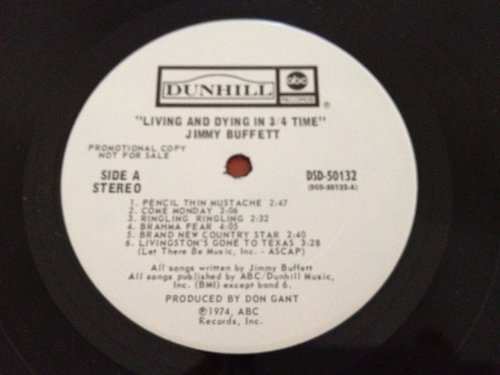 DUNHILL
abc
RECORDS
®
"LIVING AND DYING IN 3/4 TIME"
JIMMY BUFFETT
PROMOTIONAL COPY
NOT FOR SALE
SIDE A
STEREO
DSD-50132
(DSD-50132-A)
1. PENCIL THIN MUSTACHE 2:47
2. COME MONDAY 3:06
3. RINGLING RINGLING 2:32
4. BRAHMA FEAR 4:05
5. BRAND NEW COUNTRY STAR 2:40
6. LIVINGSTON'S GONE TO TEXAS 3:28
(Let There Be Music, Inc. - ASCAP)
All songs written by Jimmy Buffett
All songs published by ABC/Dunhill Music,
Inc. (BMI) except band 6.
PRODUCED BY DON GANT
℗1974, ABC
Records, Inc.